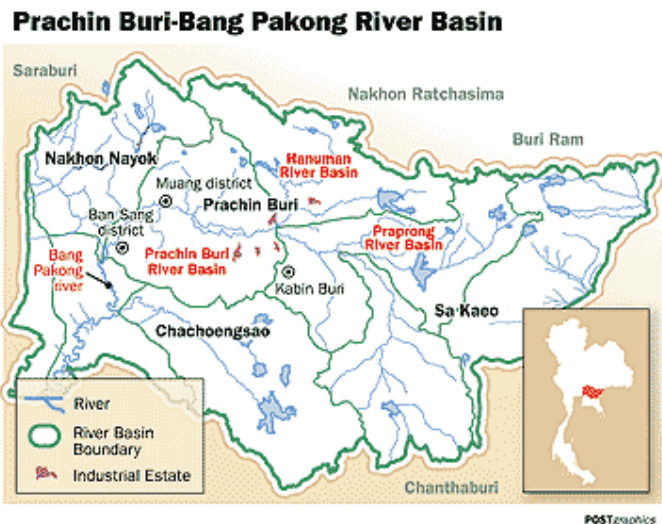 Prachin Buri-Bang Pakong River Basin
Saraburi
Nakhon Ratchasima
Buri Ram
Nakhon Nayok
Hanuman
River Basin
Muang district
Prachin Buri
Ban Sang
district
Praprong
River Basin
Bang
Pakong
river
Prachin Buri
River Basin
Kabin Buri
Sa Kaeo
Chachoengsao
River
River Basin
Boundary
Industrial Estate
Chanthaburi
POSTgraphics